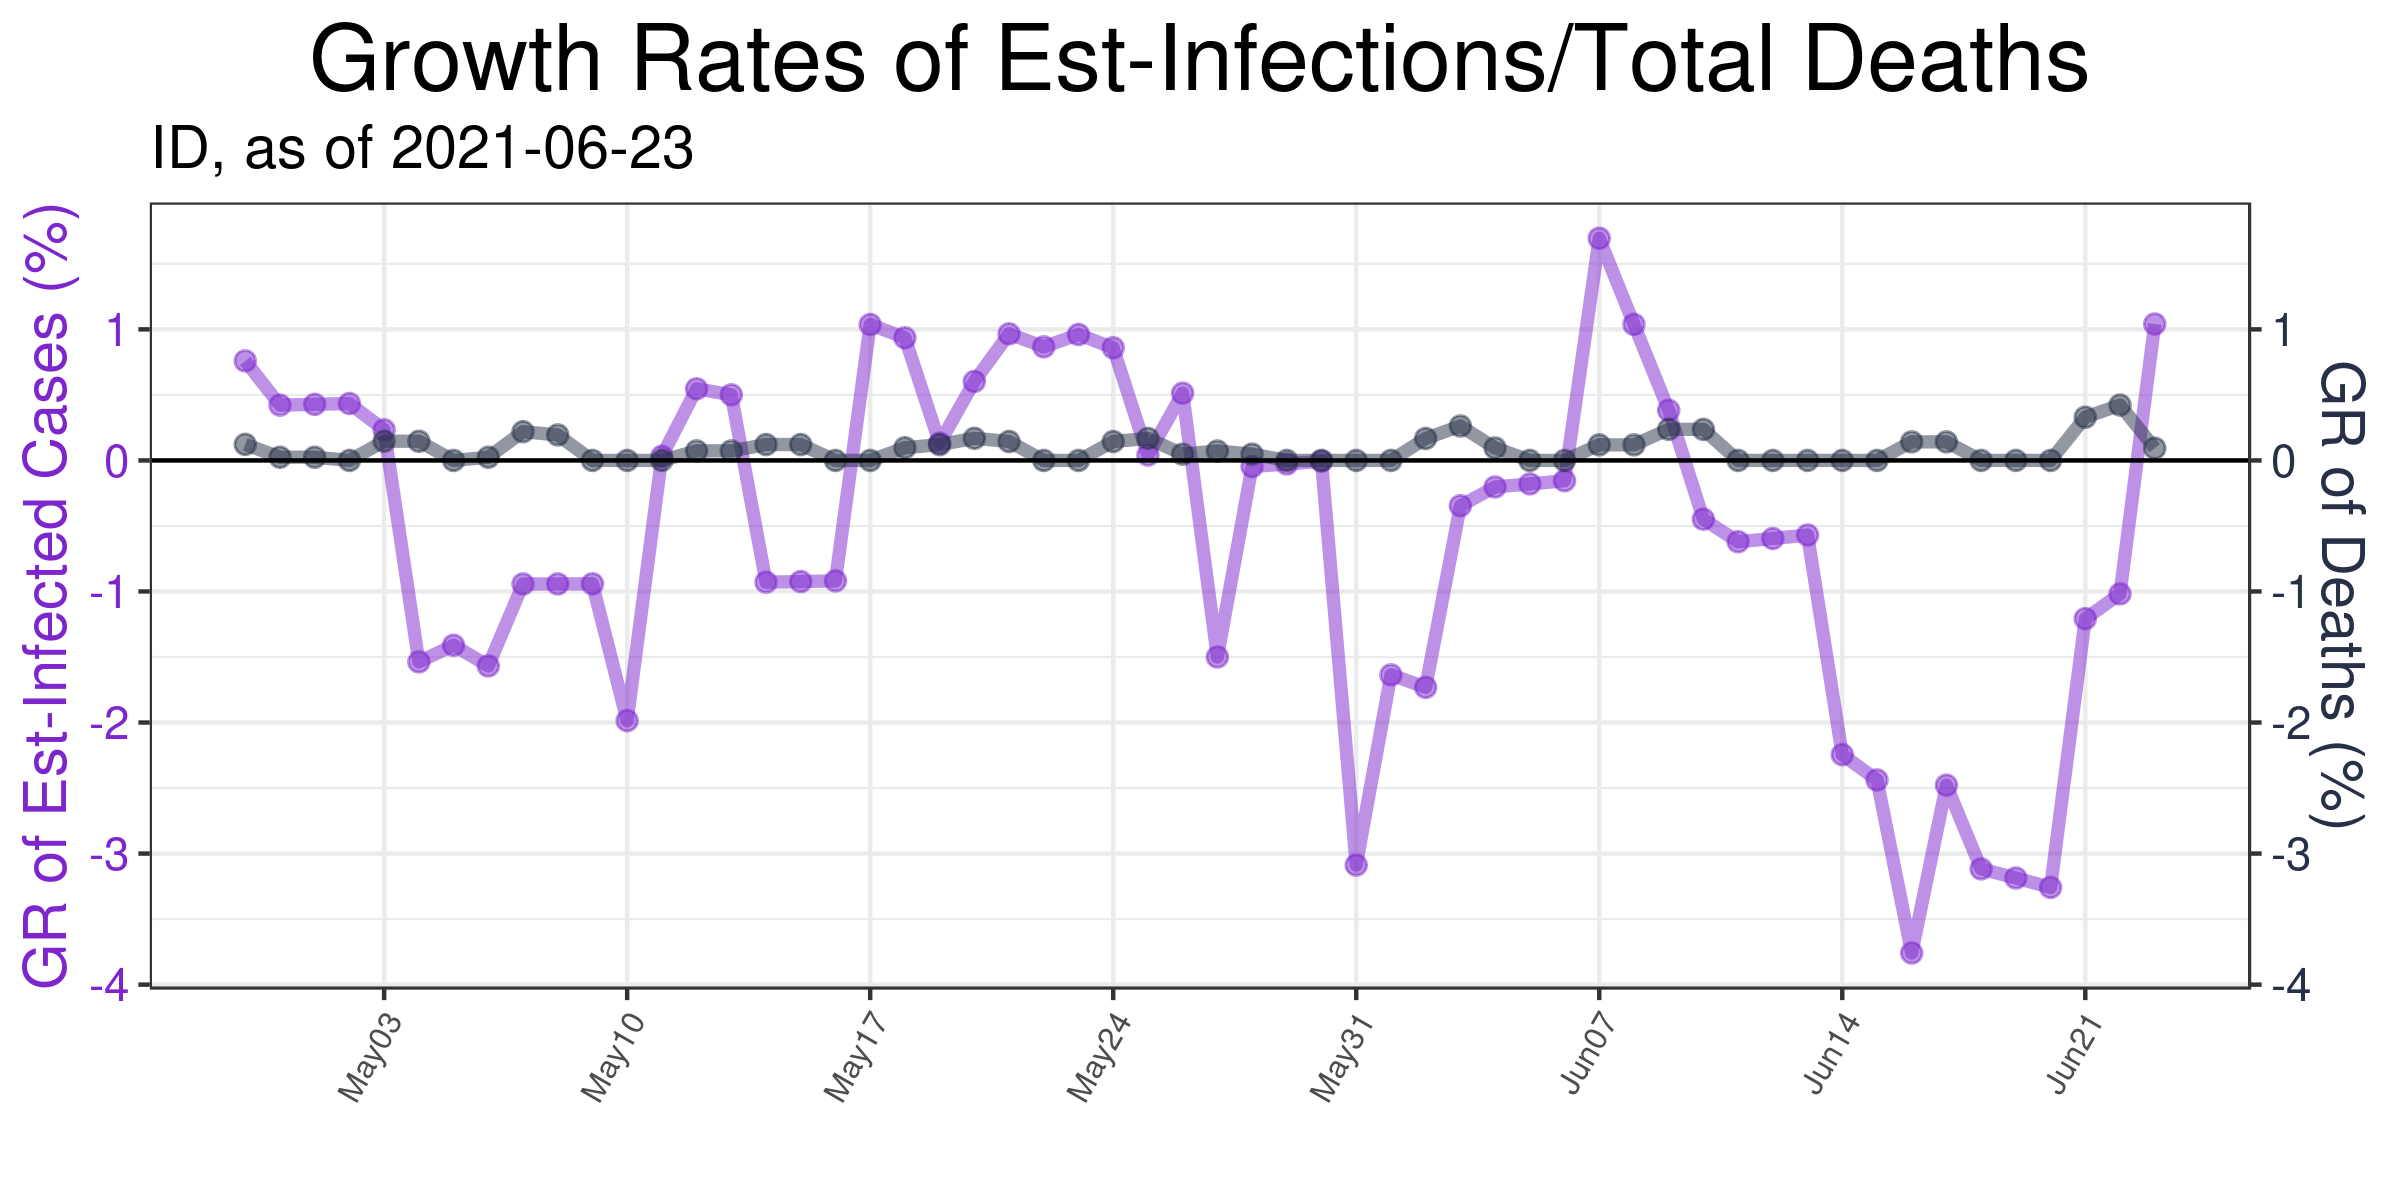 Growth Rates of Est-Infections/Total Deaths
ID, as of 2021-06-23
GR of Est-Infected Cases (%)
1
0
-1
-2
-3
-4
1
0
-1
-2
-3
-4
GR of Deaths (%)
May03
May10
May17
May24
May31
Jun07
Jun14
Jun21